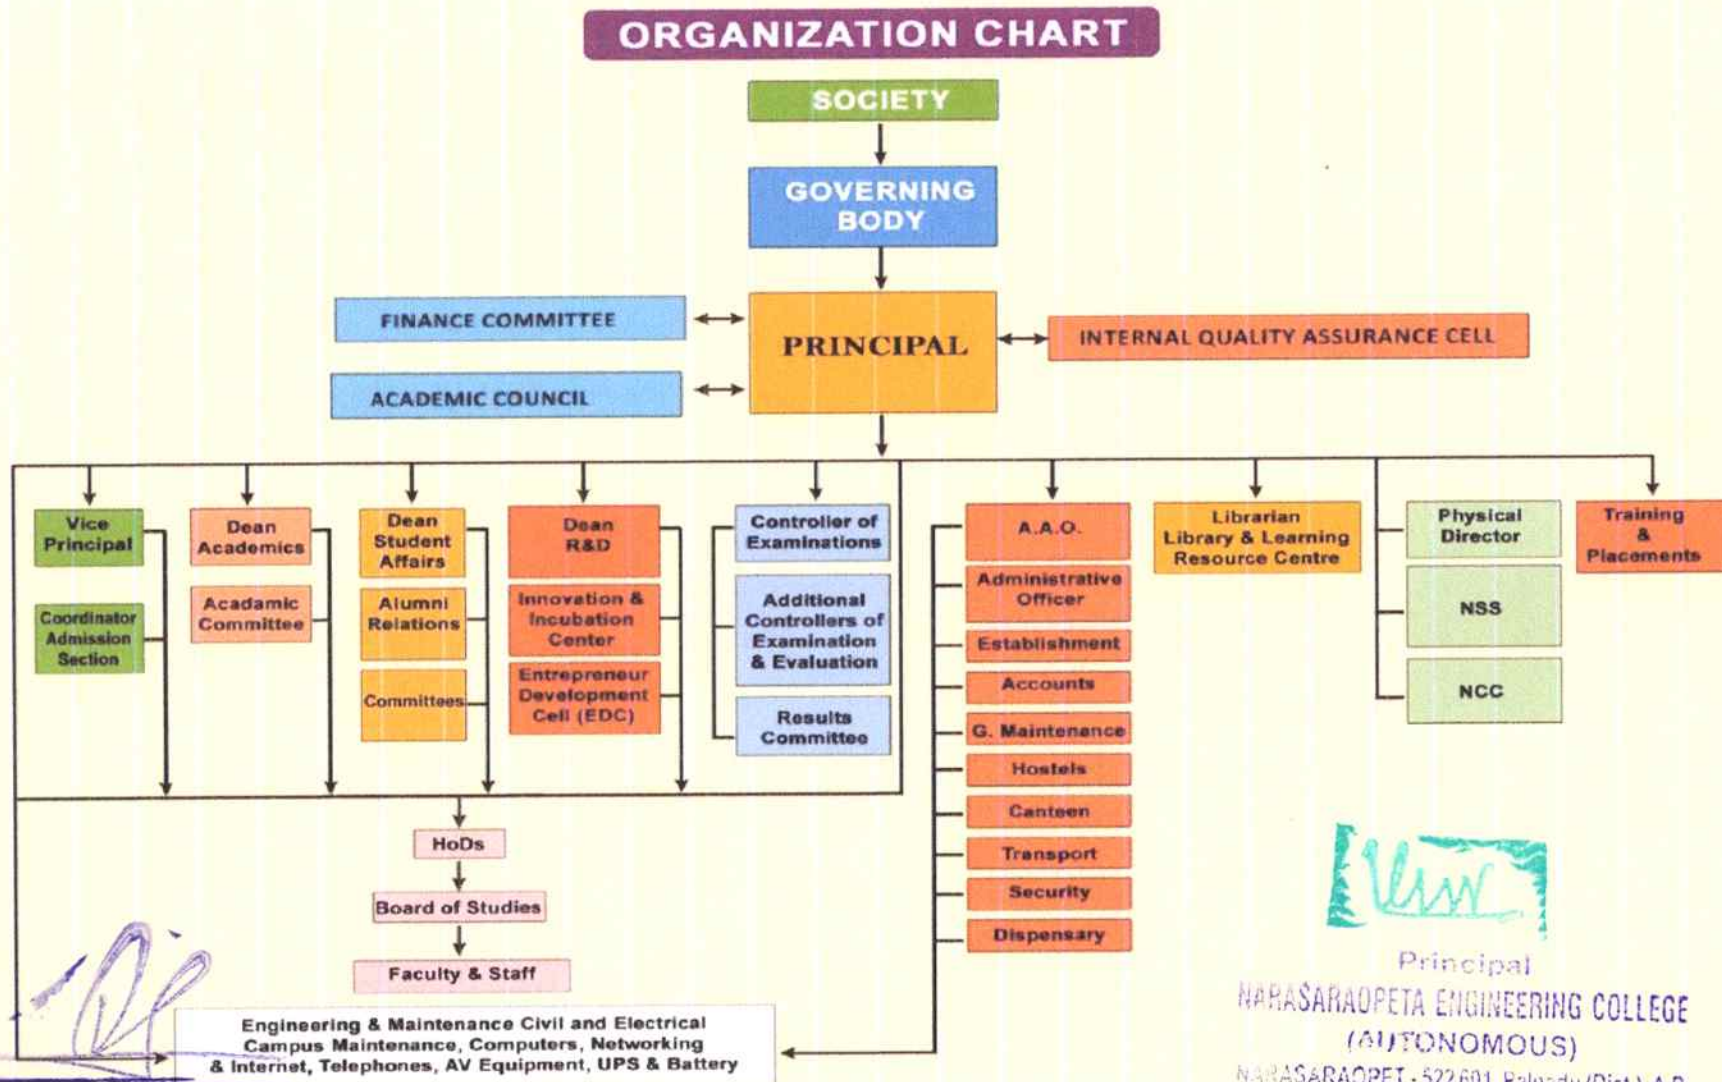 ORGANIZATION CHART
SOCIETY
GOVERNING
BODY
FINANCE COMMITTEE
PRINCIPAL
INTERNAL QUALITY ASSURANCE CELL
ACADEMIC COUNCIL
Vice
Principal
Coordinator
Admission
Section
Dean
Academics
Acadamic
Committee
Dean
Student
Affairs
Alumni
Relations
Committees
Dean
R&D
Innovation &
Incubation
Center
Entrepreneur
Development
Cell (EDC)
Controller of
Examinations
Additional
Controllers of
Examination
& Evaluation
Results
Committee
A.A.O.
Administrative
Officer
Establishment
Accounts
G. Maintenance
Hostels
Canteen
Transport
Security
Dispensary
Librarian
Library & Learning
Resource Centre
Physical
Director
NSS
NCC
Training
&
Placements
HoDs
Board of Studies
Faculty & Staff
Engineering & Maintenance Civil and Electrical
Campus Maintenance, Computers, Networking
& Internet, Telephones, AV Equipment, UPS & Battery
Principal
NARASARAOPETA ENGINEERING COLLEGE
(AUTONOMOUS)
NARASARAOPET - 522601, Palnadu (Dist.), A.P.